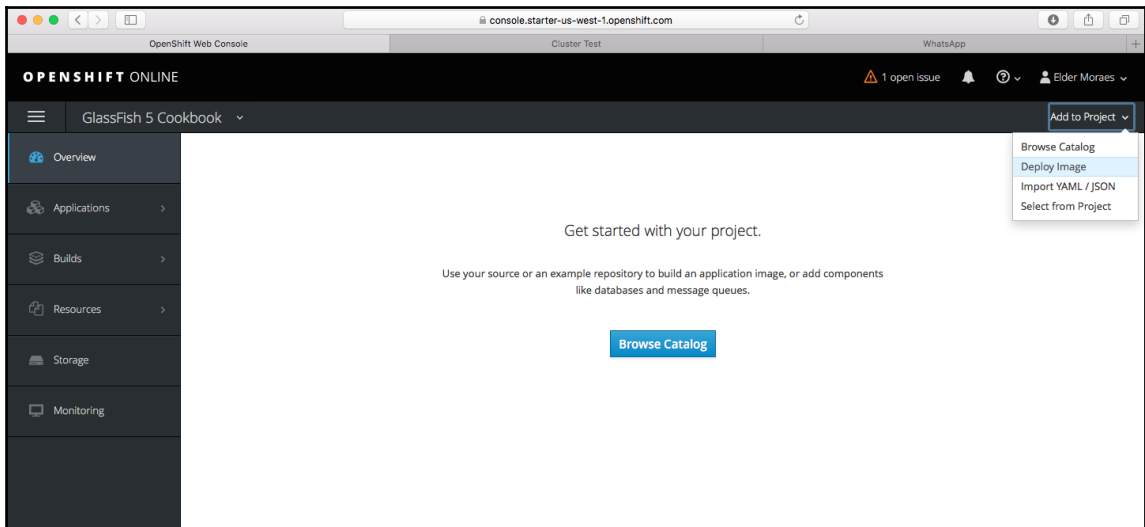 console.starter-us-west-1.openshift.com
OpenShift Web Console
Cluster Test
WhatsApp
OPENSHIFT ONLINE
1 open issue
Elder Moraes
GlassFish 5 Cookbook
Add to Project
Browse Catalog
Deploy Image
Import YAML / JSON
Select from Project
Overview
Applications
Builds
Resources
Storage
Monitoring
Get started with your project.
Use your source or an example repository to build an application image, or add components
like databases and message queues.
Browse Catalog